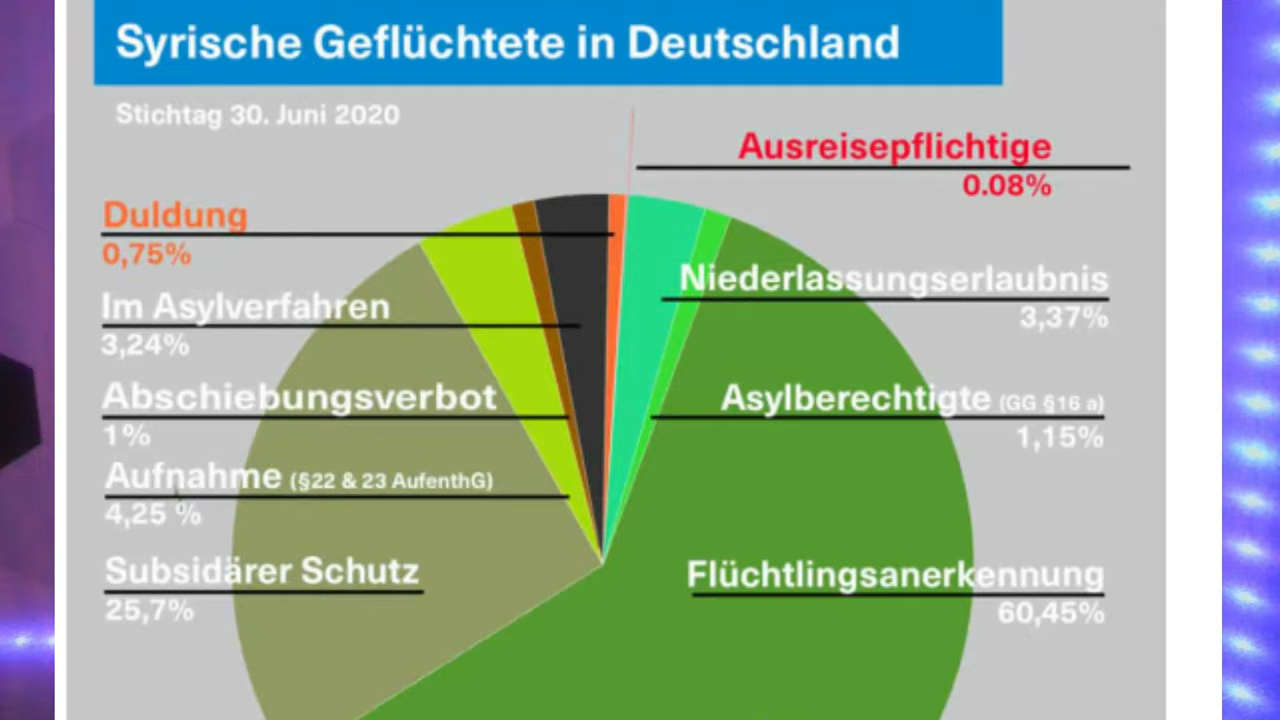 Syrische Geflüchtete in Deutschland
Stichtag 30. Juni 2020
Ausreisepflichtige
0.08%
Duldung
0,75%
Im Asylverfahren
3,24%
Abschiebungsverbot
1%
Aufnahme (§22 & 23 AufenthG)
4,25 %
Subsidärer Schutz
25,7%
Niederlassungserlaubnis
3,37%
Asylberechtigte (GG §16 a)
1,15%
Flüchtlingsanerkennung
60,45%